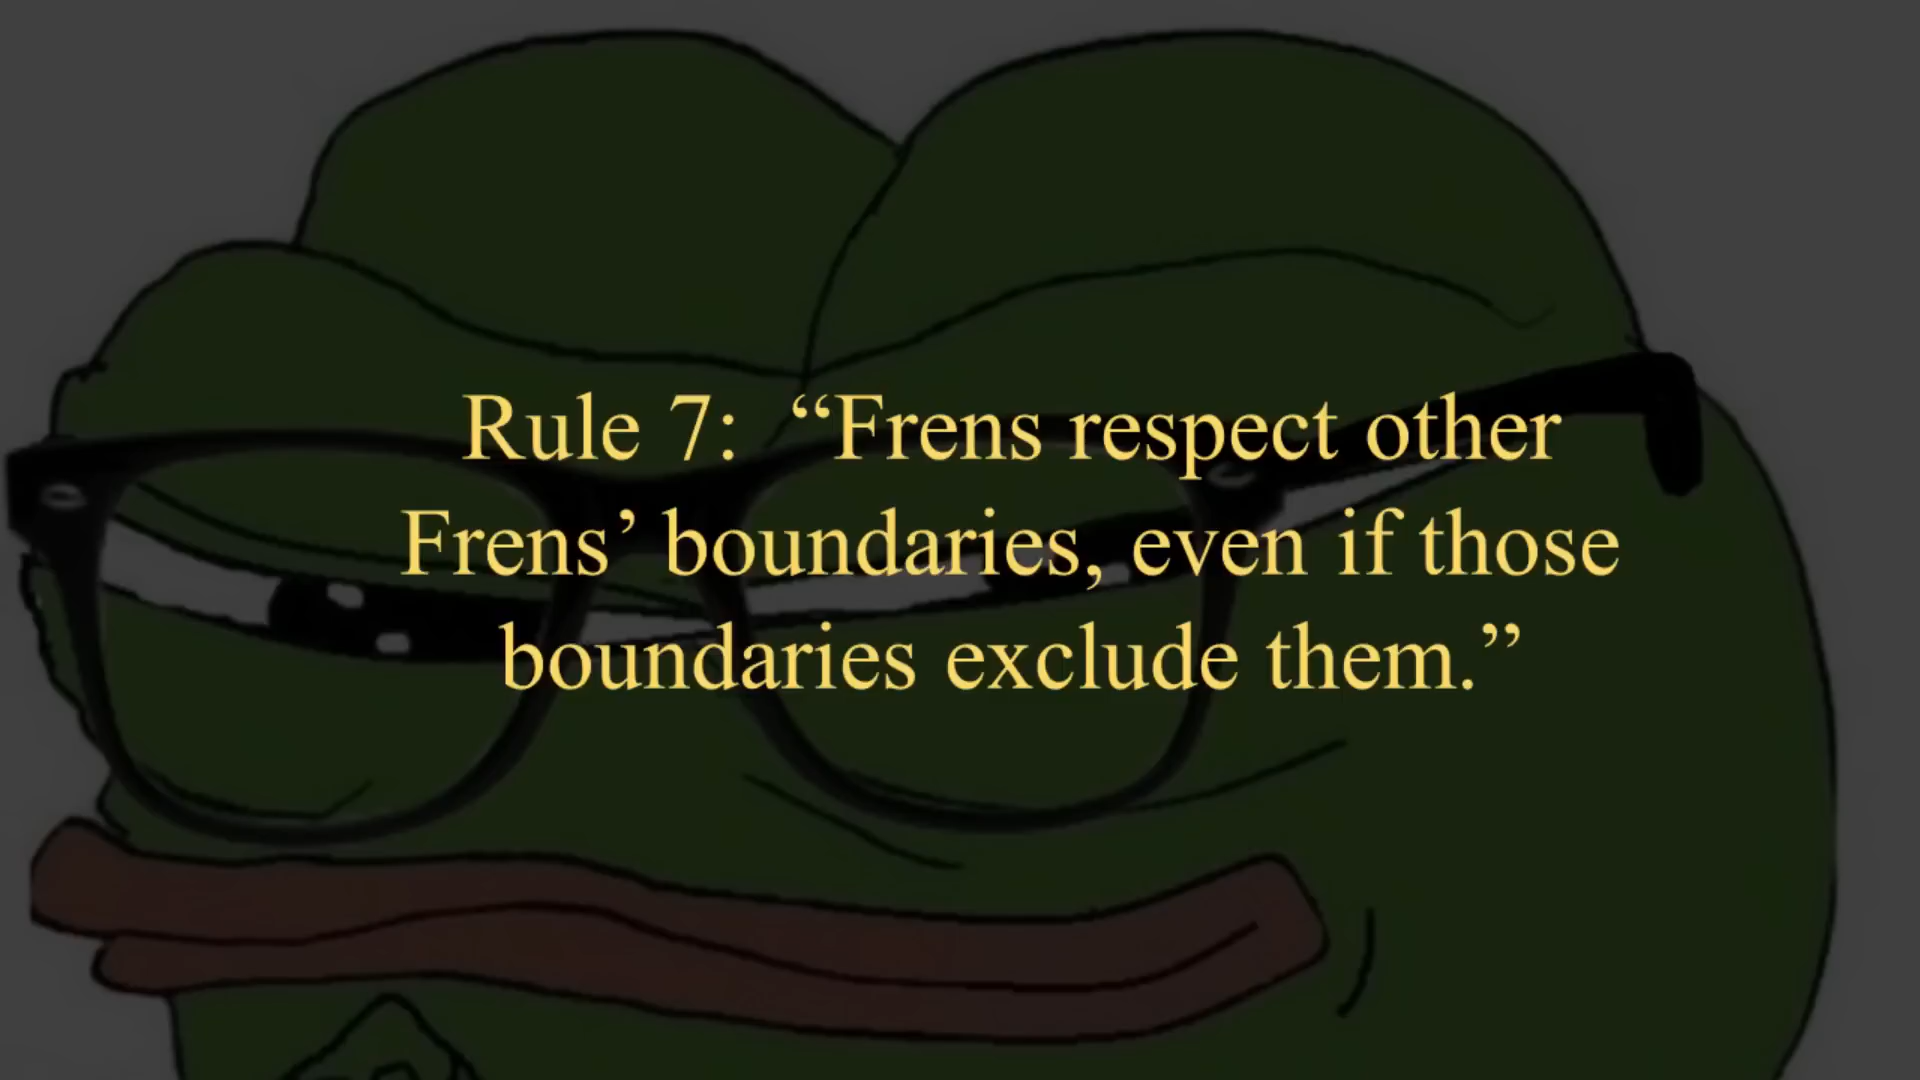 Rule 7:  “Frens respect other
Frens’ boundaries, even if those
boundaries exclude them.”